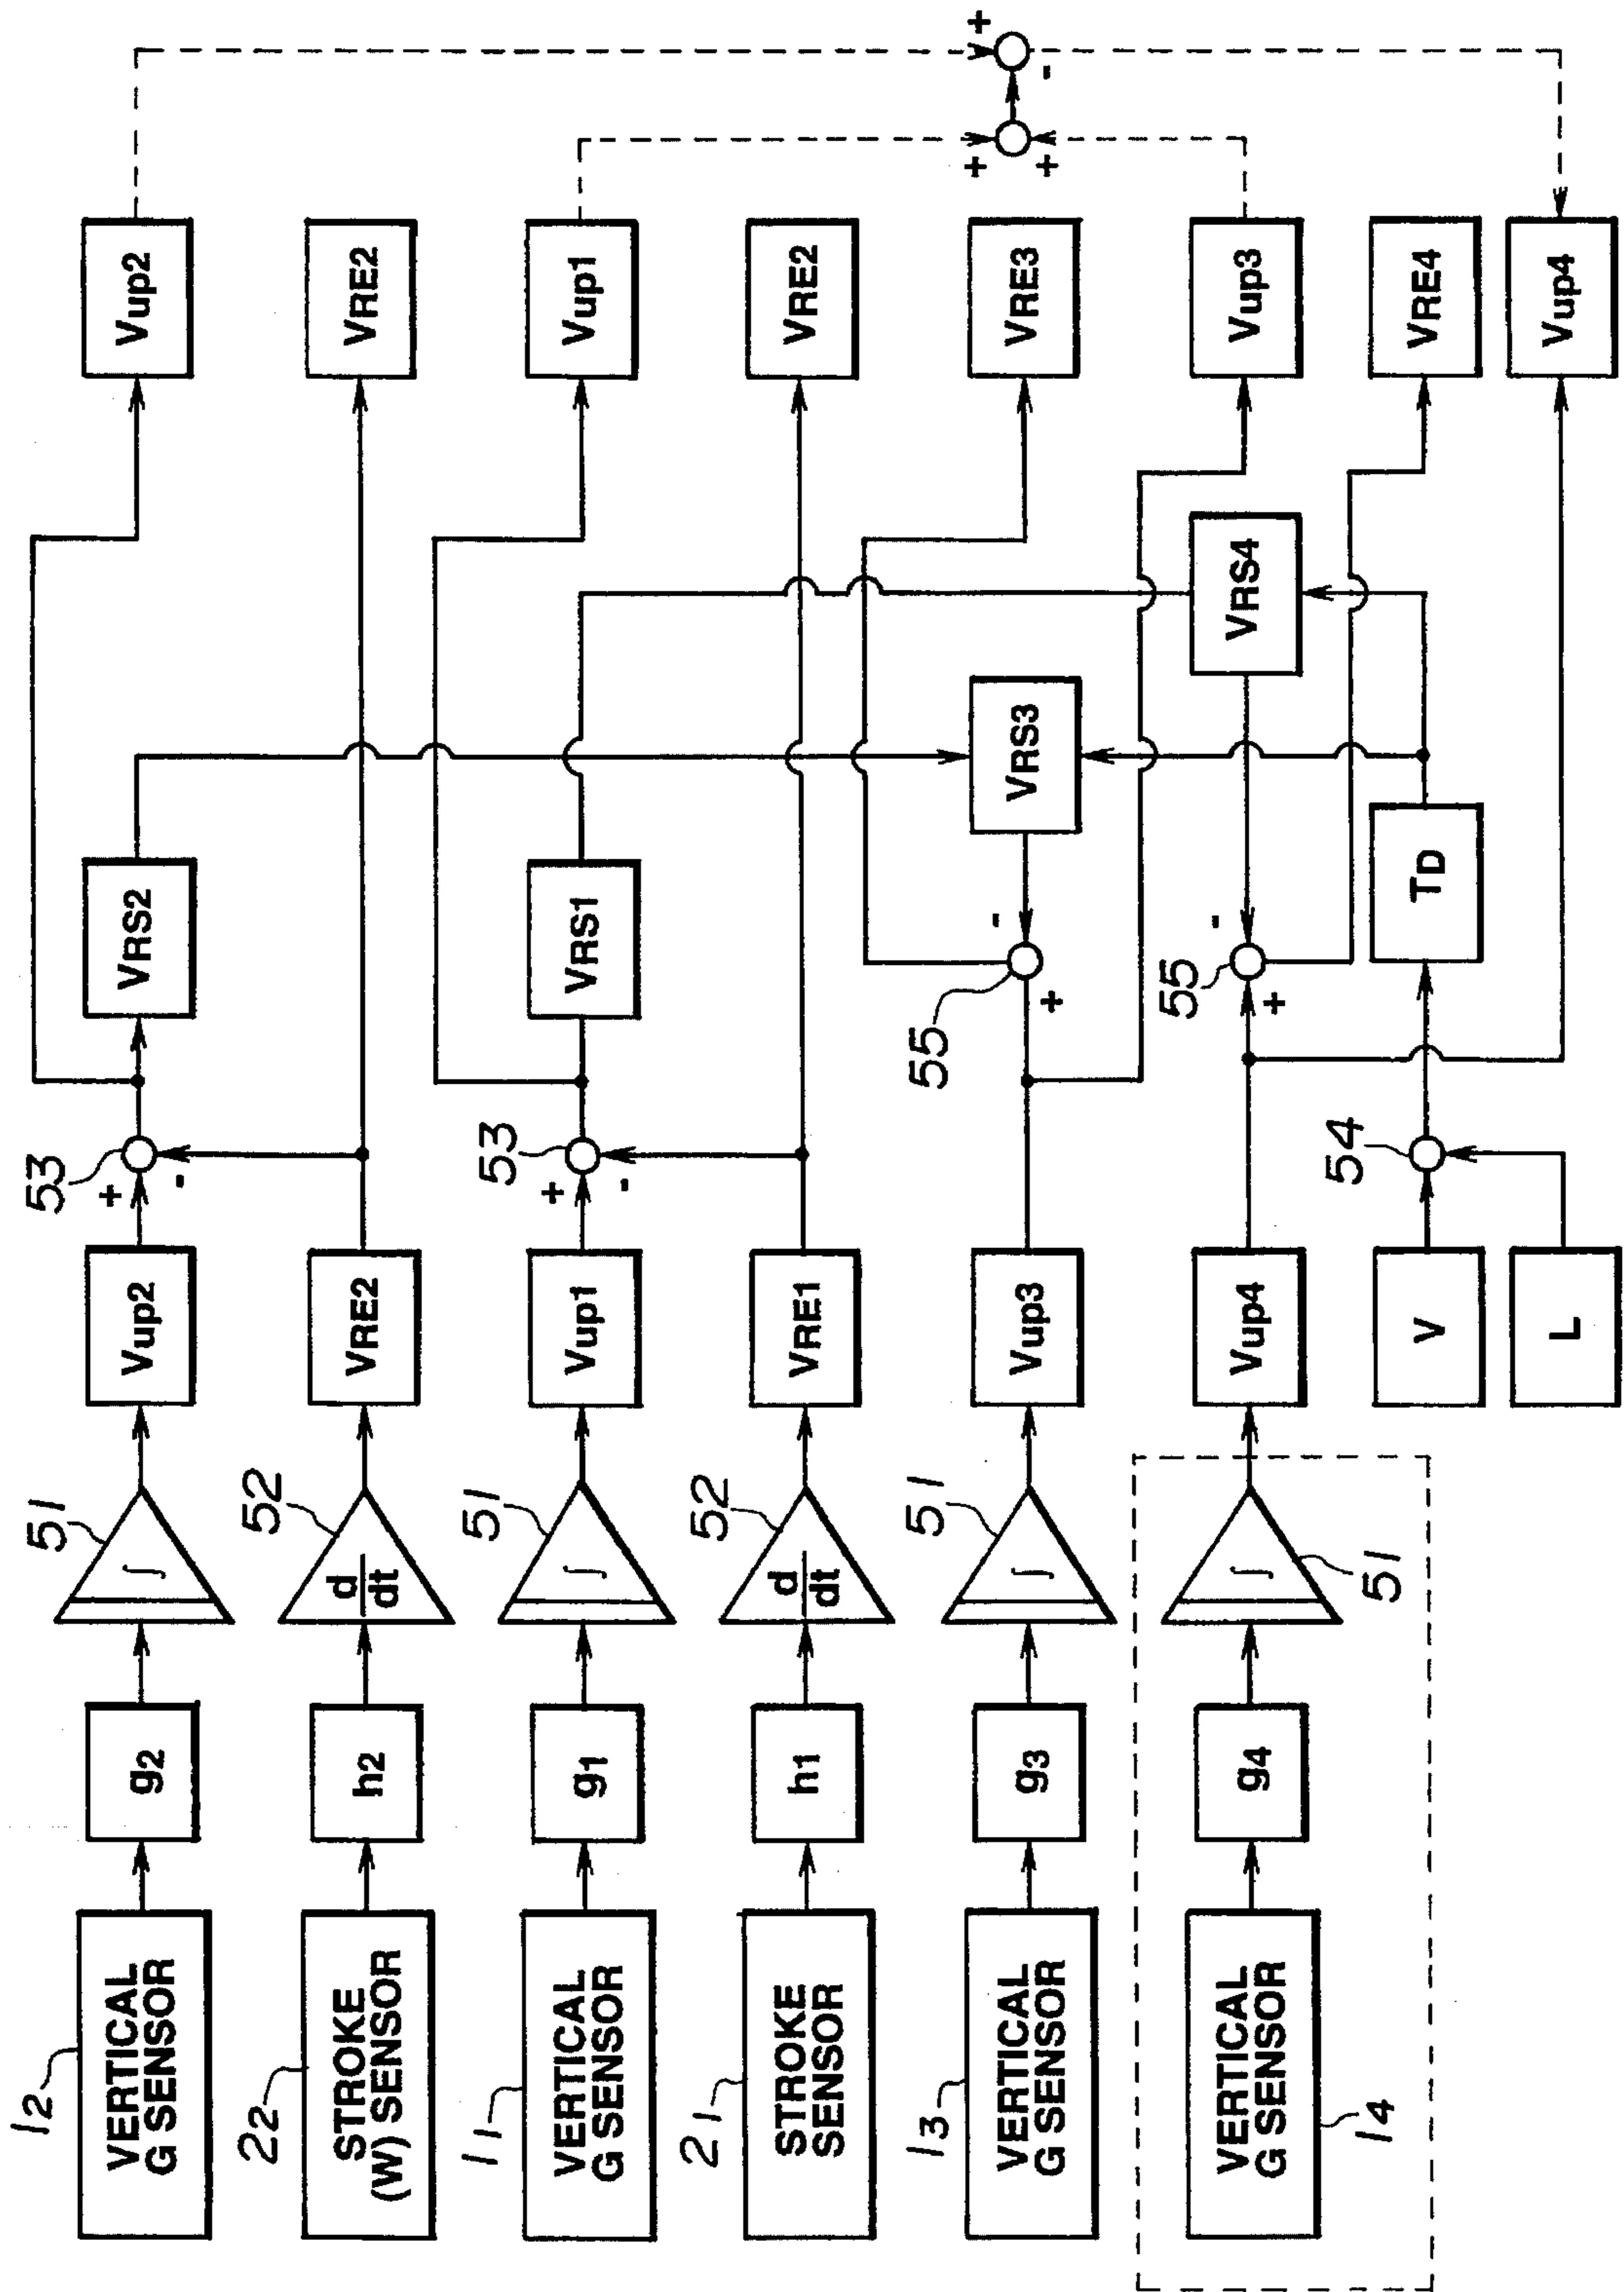 12
VERTICAL
G SENSOR
g2
51
∫
Vup2
53
+
-
VRS2
Vup2
22
STROKE
(W) SENSOR
h2
52
d
dt
VRE2
VRE2
11
VERTICAL
G SENSOR
g1
51
∫
Vup1
53
+
-
VRS1
Vup1
21
STROKE
SENSOR
h1
52
d
dt
VRE1
VRE2
13
VERTICAL
G SENSOR
g3
51
∫
Vup3
55
+
-
VRS3
VRE3
Vup3
14
VERTICAL
G SENSOR
g4
51
∫
Vup4
55
+
-
VRS4
VRE4
V
54
TD
L
Vup4
+
+
+
-